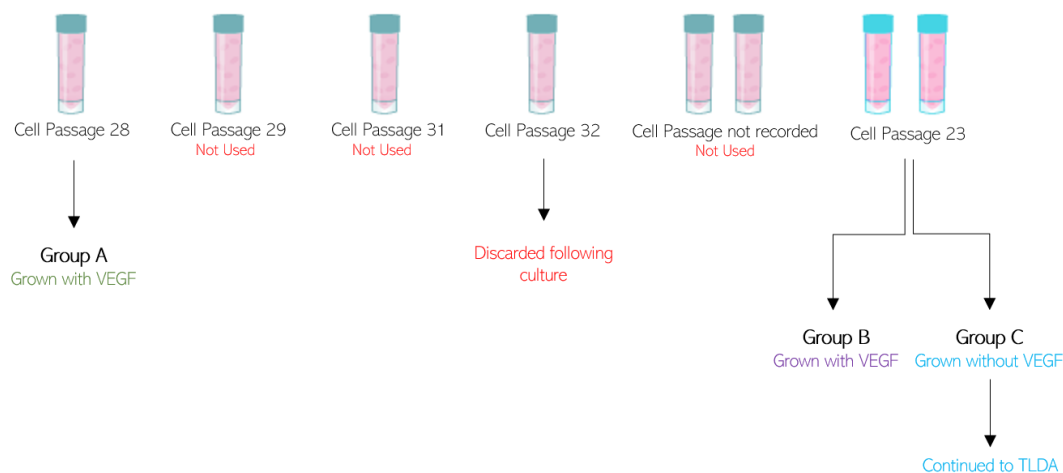 Cell Passage 28
Cell Passage 29
Not Used
Cell Passage 31
Not Used
Cell Passage 32
Cell Passage not recorded
Not Used
Cell Passage 23
Group A
Grown with VEGF
Discarded following
culture
Group B
Grown with VEGF
Group C
Grown without VEGF
Continued to TLDA